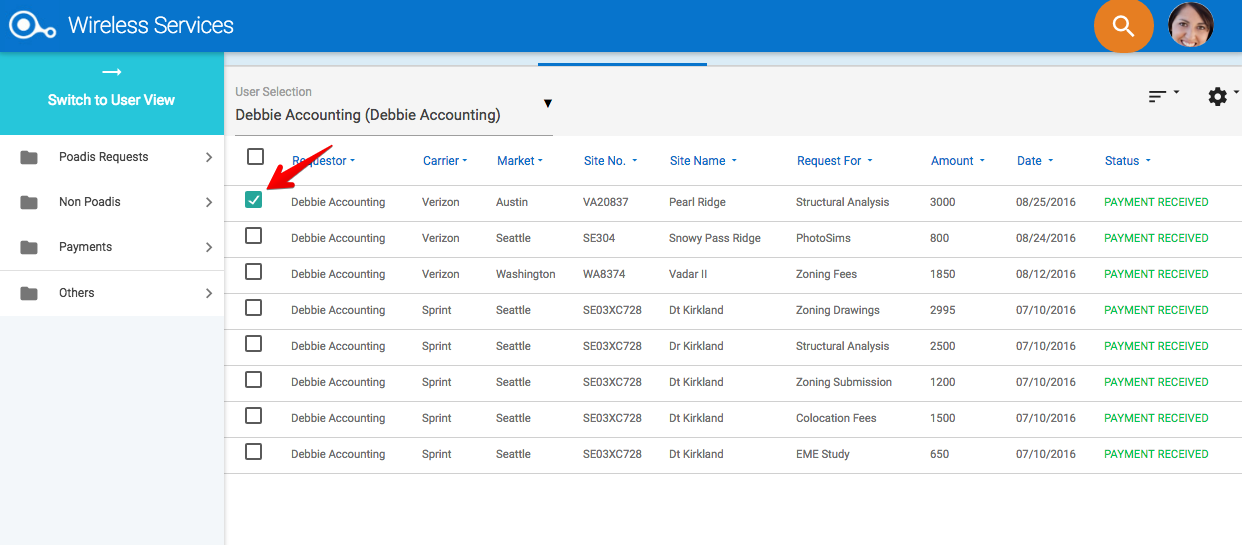 Wireless Services
Switch to User View
Poadis Requests
Non Poadis
Payments
Others
User Selection
Debbie Accounting (Debbie Accounting)
Requestor Carrier Market Site No. Site Name Request For Amount Date Status
Debbie Accounting Verizon Austin VA20837 Pearl Ridge Structural Analysis 3000 08/25/2016 PAYMENT RECEIVED
Debbie Accounting Verizon Seattle SE304 Snowy Pass Ridge PhotoSims 800 08/24/2016 PAYMENT RECEIVED
Debbie Accounting Verizon Washington WA8374 Vadar II Zoning Fees 1850 08/12/2016 PAYMENT RECEIVED
Debbie Accounting Sprint Seattle SE03XC728 Dt Kirkland Zoning Drawings 2995 07/10/2016 PAYMENT RECEIVED
Debbie Accounting Sprint Seattle SE03XC728 Dr Kirkland Structural Analysis 2500 07/10/2016 PAYMENT RECEIVED
Debbie Accounting Sprint Seattle SE03XC728 Dt Kirkland Zoning Submission 1200 07/10/2016 PAYMENT RECEIVED
Debbie Accounting Sprint Seattle SE03XC728 Dt Kirkland Colocation Fees 1500 07/10/2016 PAYMENT RECEIVED
Debbie Accounting Sprint Seattle SE03XC728 Dt Kirkland EME Study 650 07/10/2016 PAYMENT RECEIVED